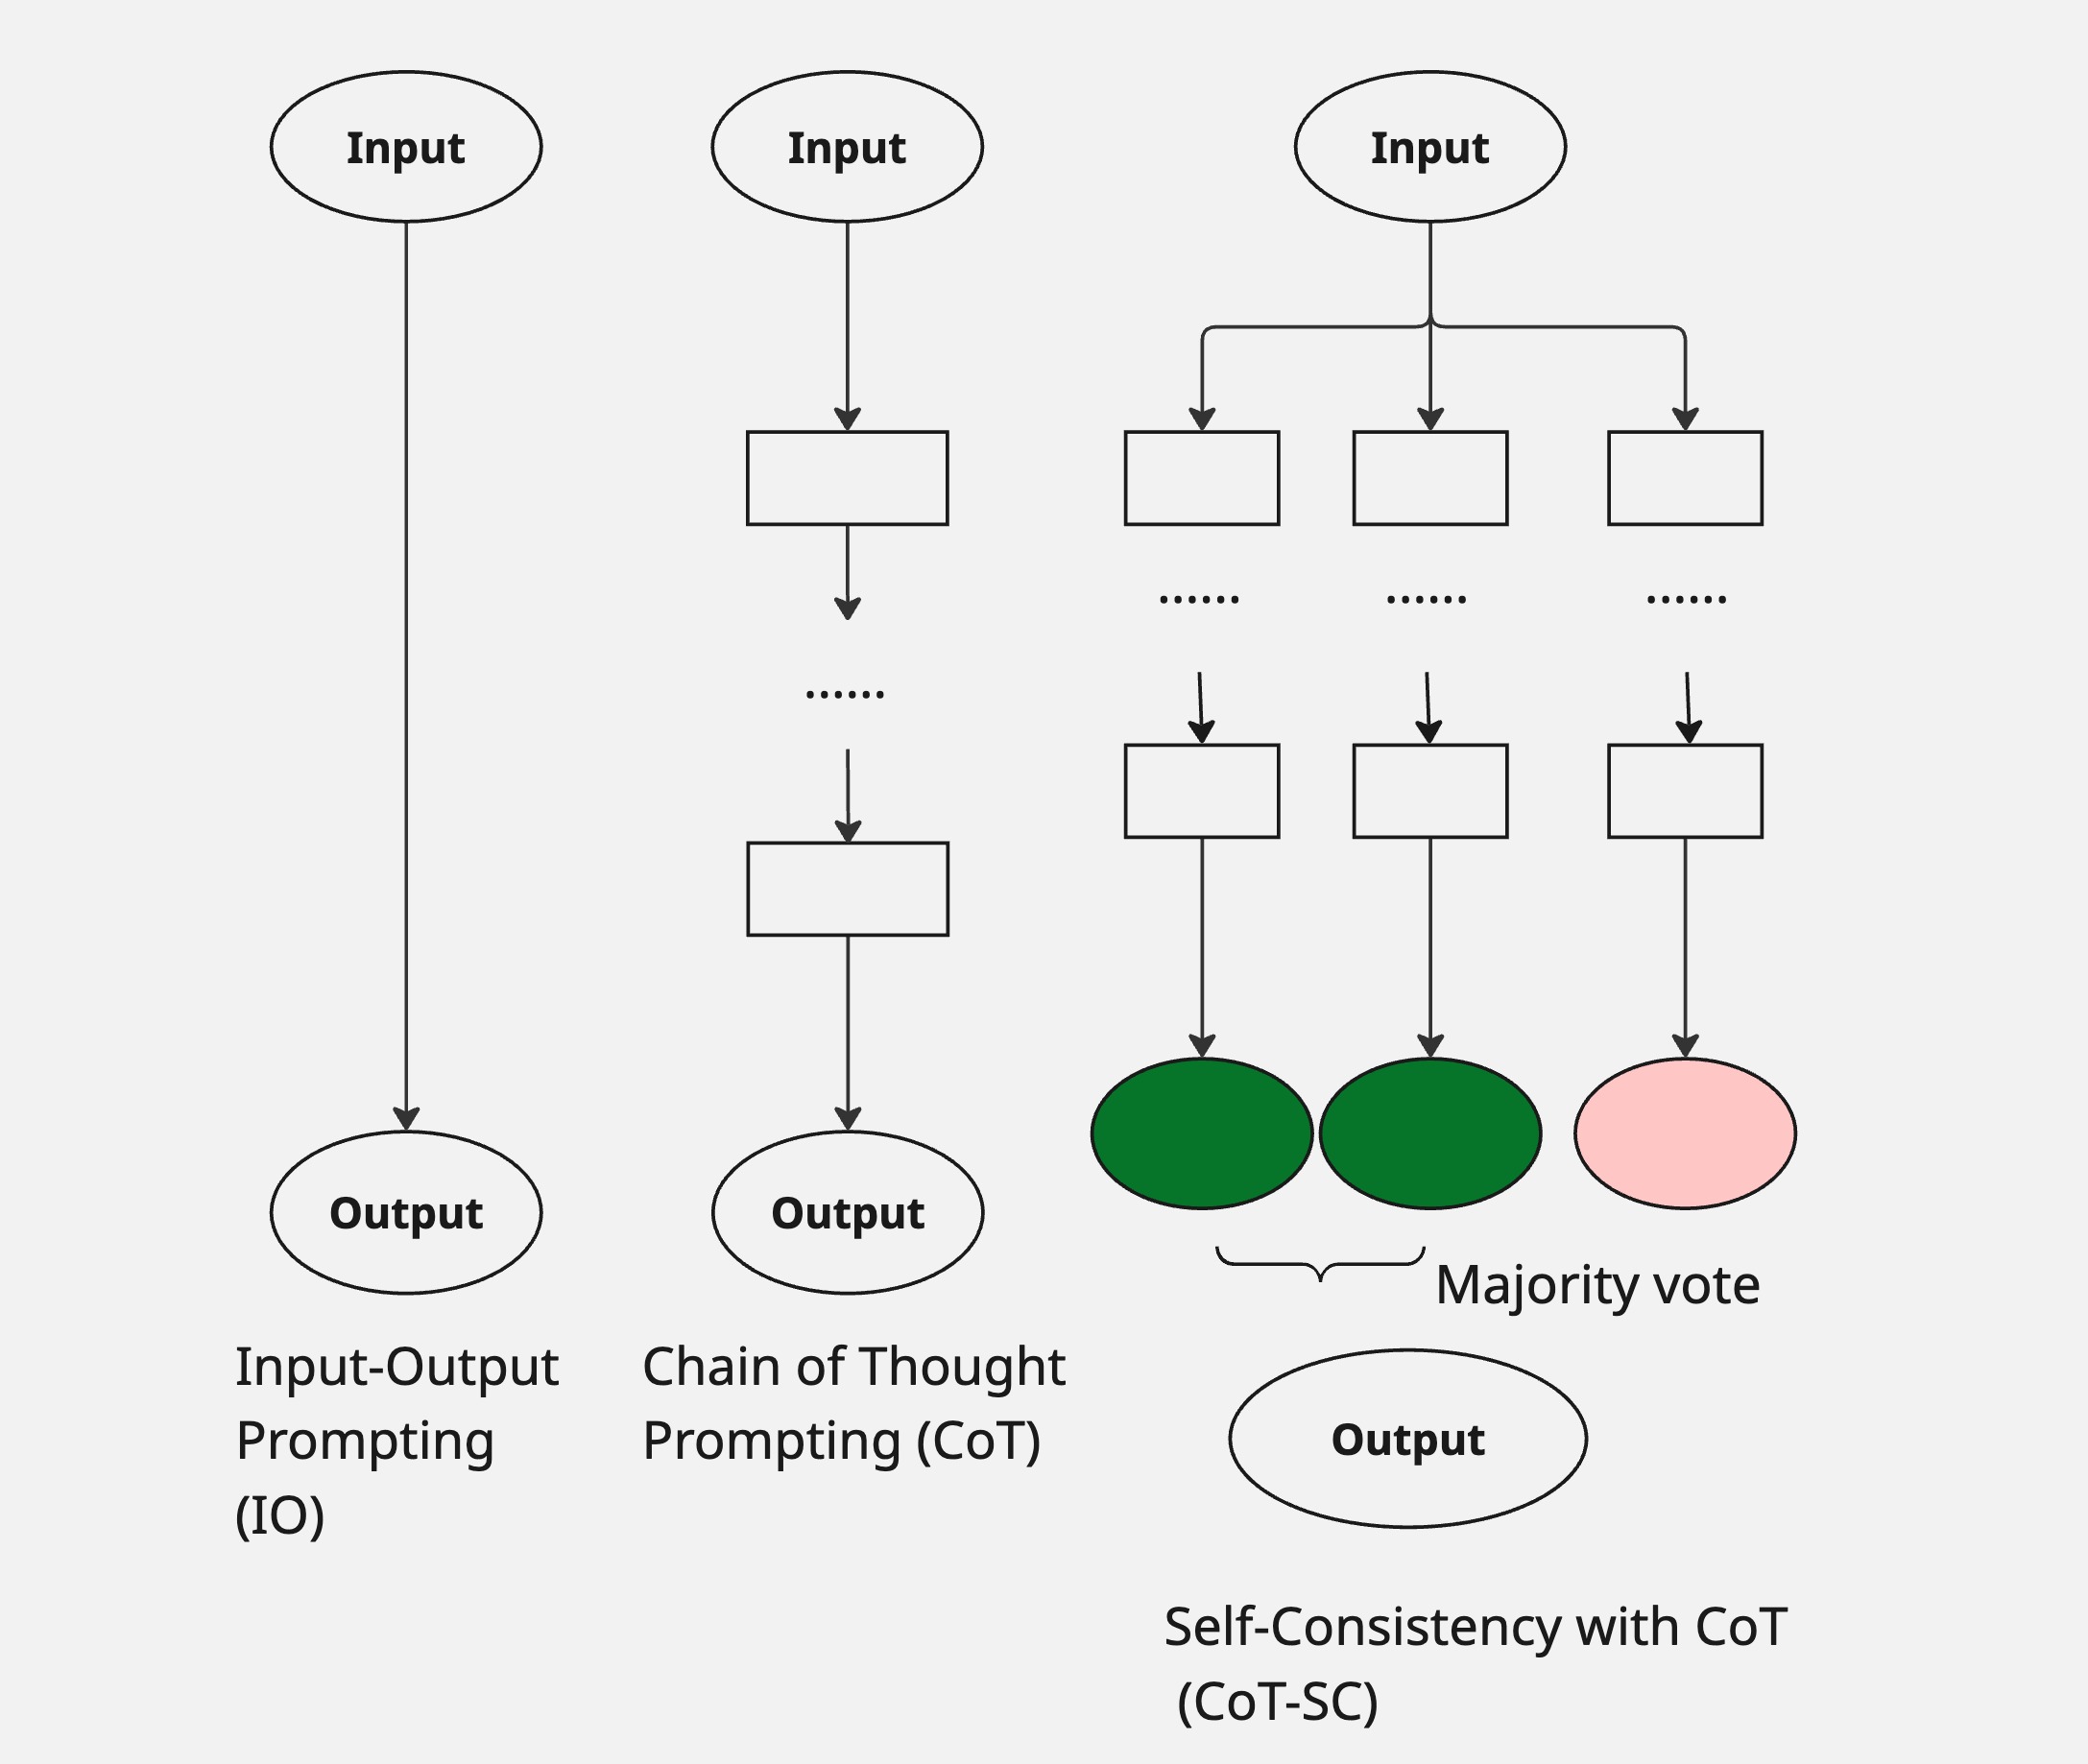 Input
Input
Input
......
......
......
......
Output
Output
Majority vote
Input-Output
Prompting
(IO)
Chain of Thought
Prompting (CoT)
Output
Self-Consistency with CoT
(CoT-SC)